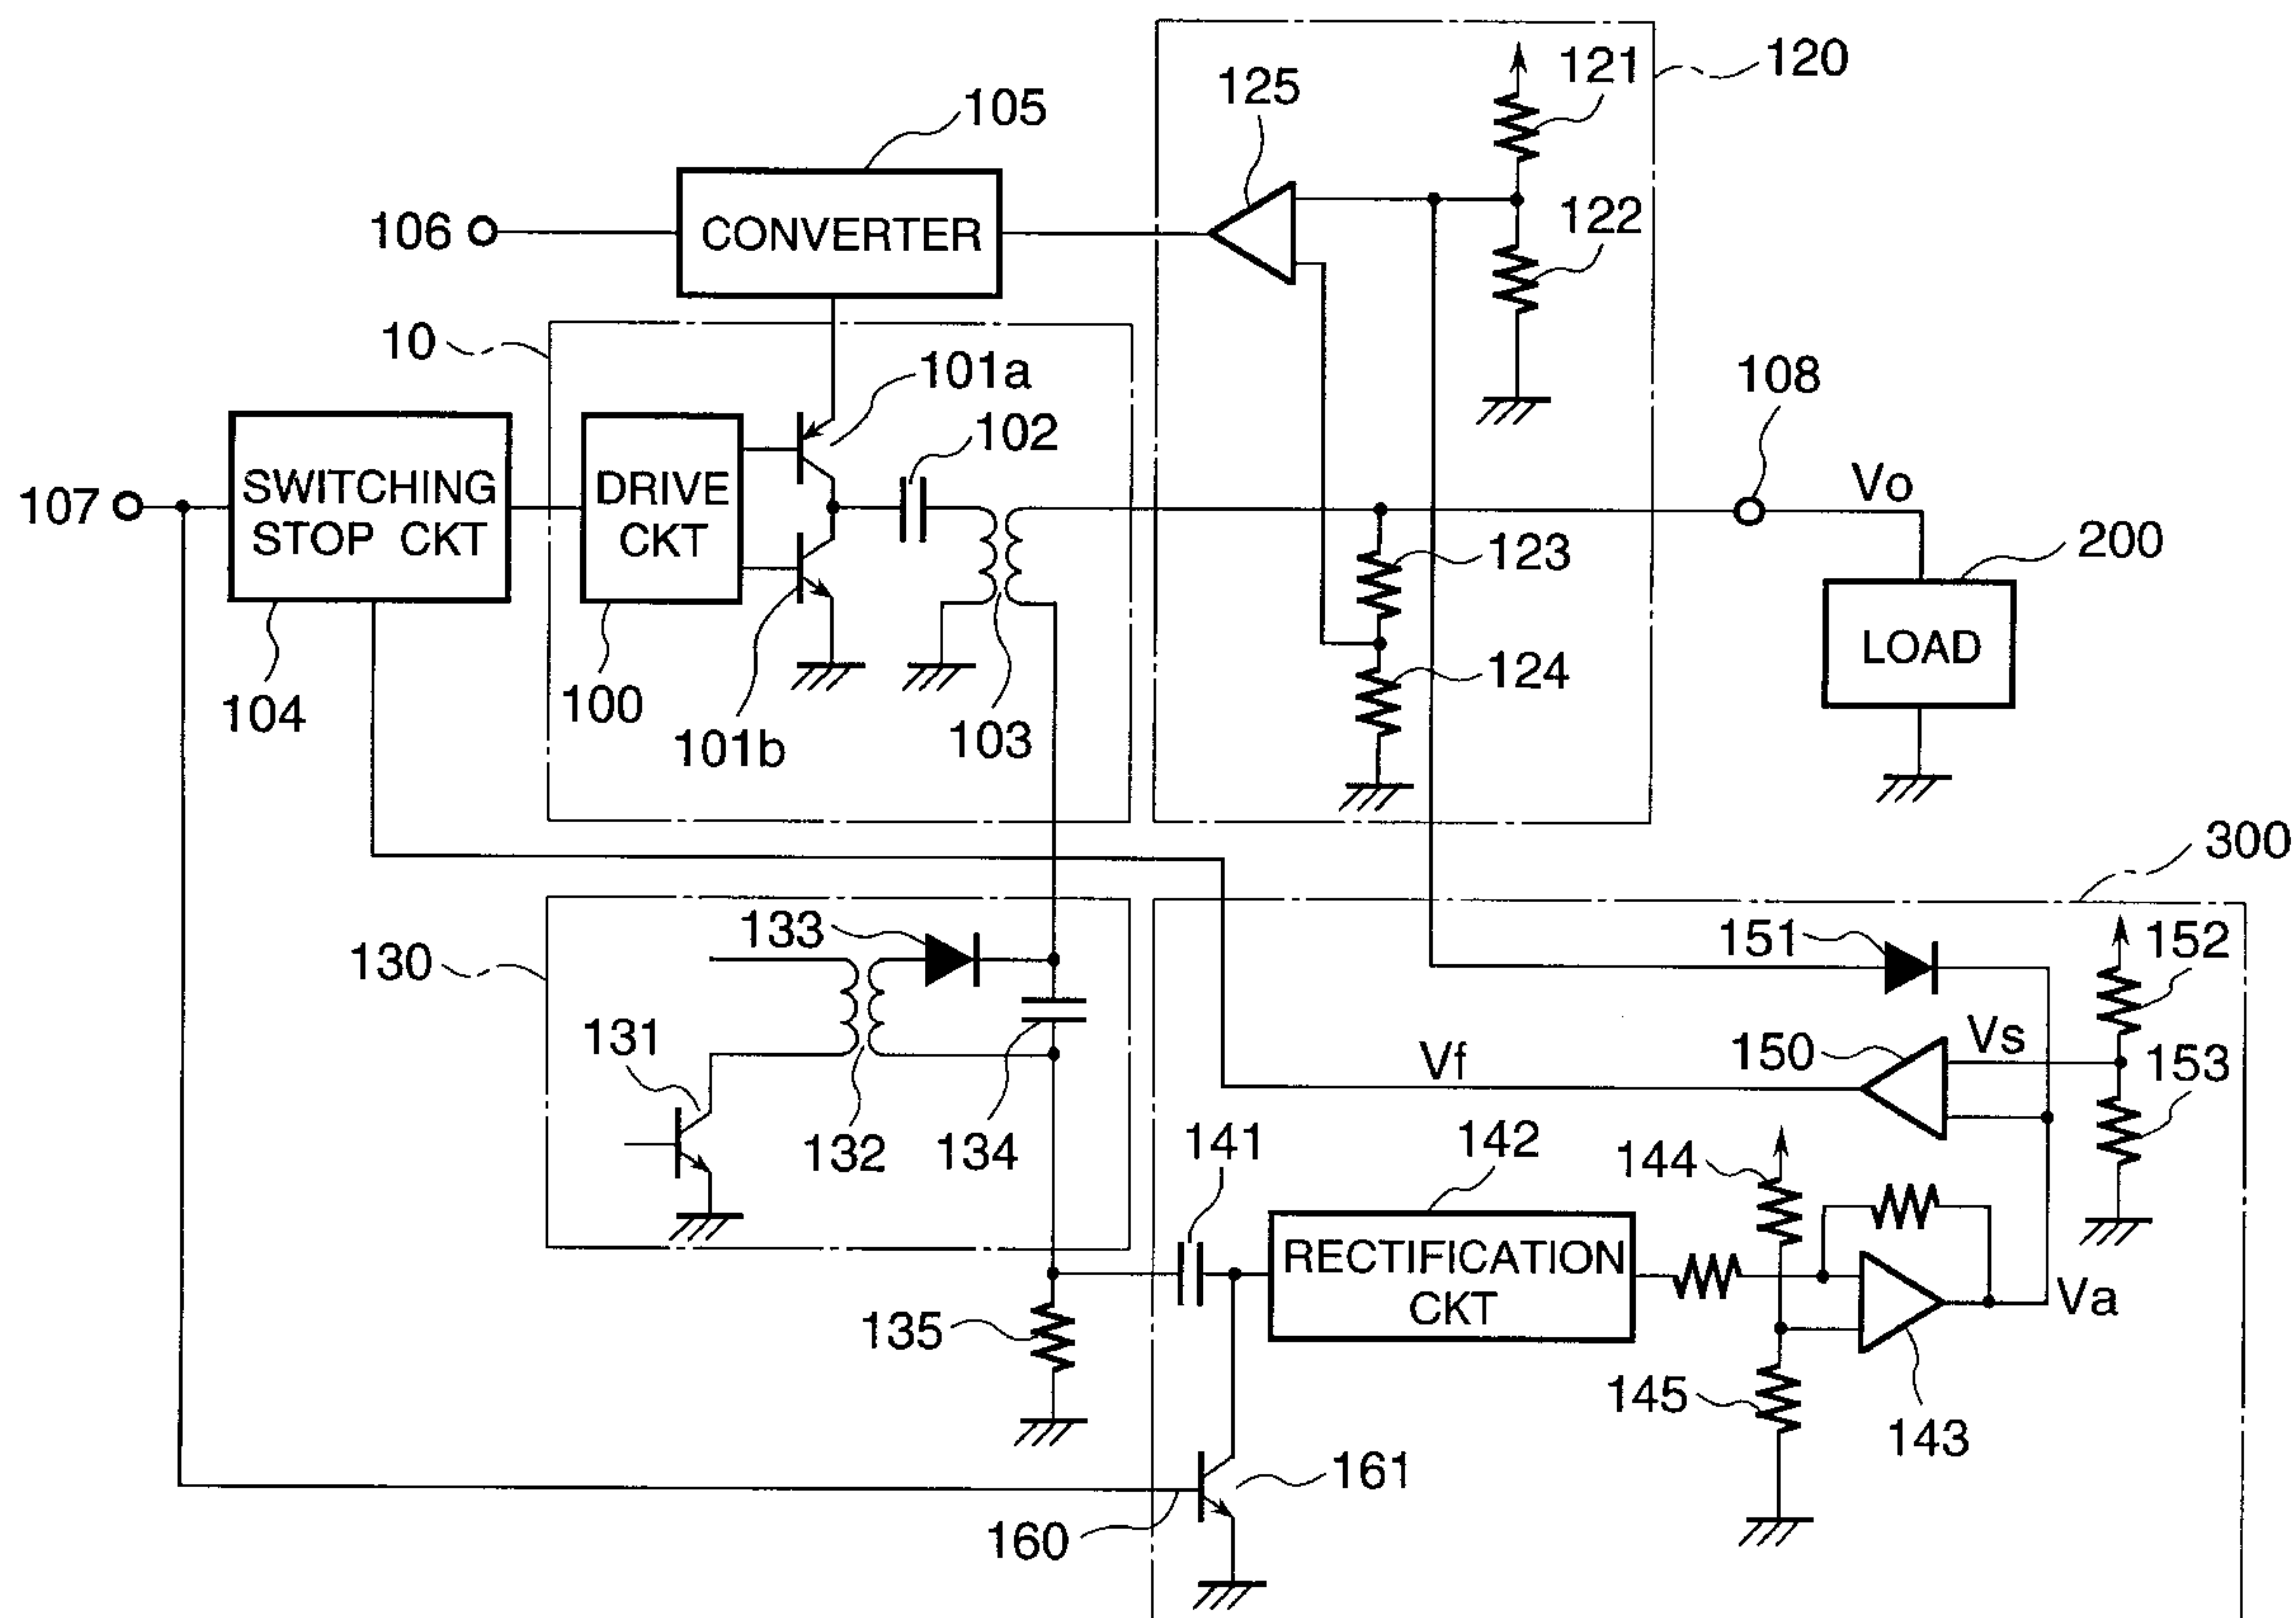 120
121
125
105
122
106
CONVERTER
10
101a
108
102
Vo
107
SWITCHING
STOP CKT
DRIVE
CKT
123
200
LOAD
124
104
100
101b
103
300
133
151
152
130
Vs
131
Vf
150
153
132
134
141
142
144
RECTIFICATION
CKT
Va
135
145
143
161
160